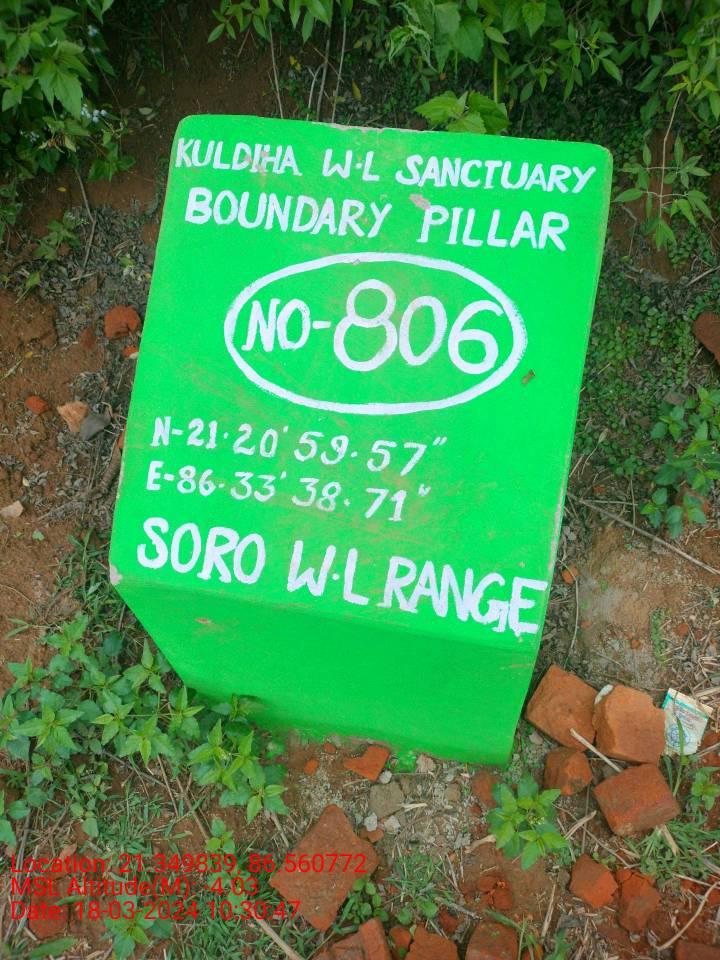 KULDIHA W.L SANCTUARY
BOUNDARY PILLAR
NO-806
N-21.20' 59.57"
E-86.33' 38.71"
SORO W.L RANGE
Location: 21.349839, 86.560772
MSL Altitude(M): -4.03
Date: 18-03-2024 10:30:47